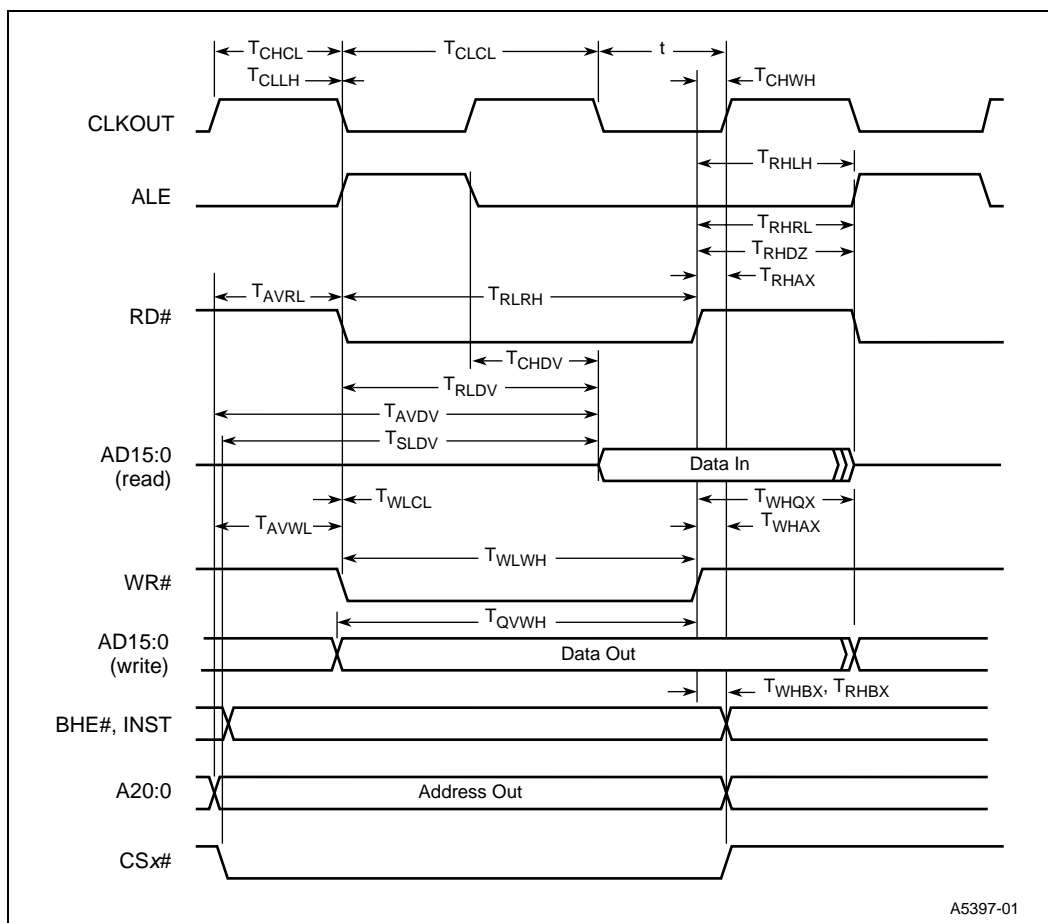 T_CHCL T_CLCL t
T_CLLH T_CHWH
CLKOUT
T_RHLH
ALE
T_RHRL
T_RHDZ
T_RHAX
T_AVRL T_RLRH
RD#
T_CHDV
T_RLDV
T_AVDV
T_SLDV
AD15:0
(read)
Data In
T_WLCL T_WHQX
T_AVWL T_WHAX
T_WLWH
WR#
T_QVWH
AD15:0
(write)
Data Out
T_WHBX, T_RHBX
BHE#, INST
A20:0 Address Out
CSx#
A5397-01